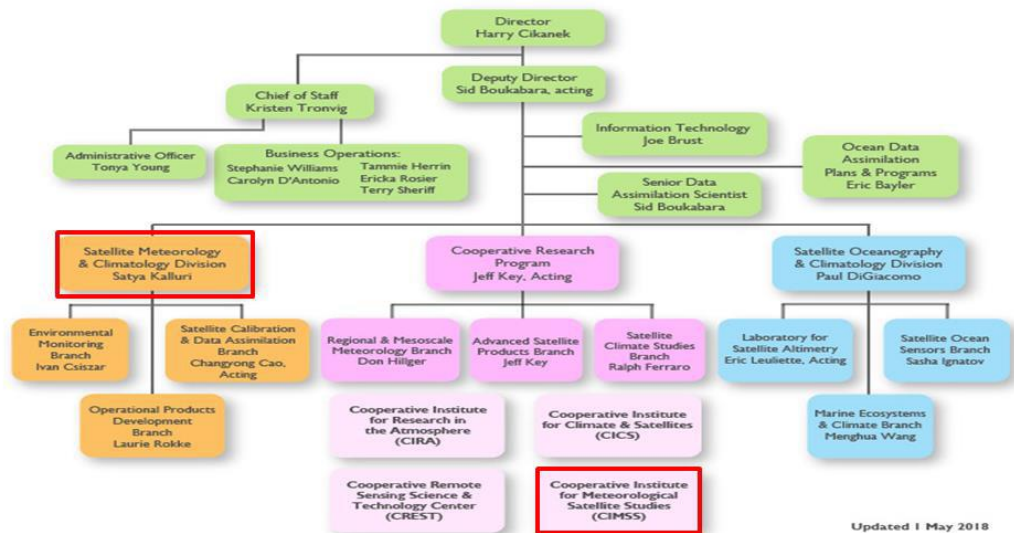 Director
Harry Cikanek
Deputy Director
Sid Boukabara, acting
Chief of Staff
Kristen Tronvig
Information Technology
Joe Brust
Administrative Officer
Tonya Young
Business Operations:
Stephanie Williams
Carolyn D'Antonio
Tammie Herrin
Ericka Rosier
Terry Sheriff
Ocean Data
Assimilation
Plans & Programs
Eric Bayler
Senior Data
Assimilation Scientist
Sid Boukabara
Satellite Meteorology
& Climatology Division
Satya Kalluri
Cooperative Research
Program
Jeff Key, Acting
Satellite Oceanography
& Climatology Division
Paul DiGiacomo
Environmental
Monitoring
Branch
Ivan Csiszar
Satellite Calibration
& Data Assimilation
Branch
Changyong Cao,
Acting
Regional & Mesoscale
Meteorology Branch
Don Hillger
Advanced Satellite
Products Branch
Jeff Key
Satellite
Climate Studies
Branch
Ralph Ferraro
Laboratory for
Satellite Altimetry
Eric Leuliette, Acting
Satellite Ocean
Sensors Branch
Sasha Ignatov
Operational Products
Development
Branch
Laurie Rokke
Cooperative Institute
for Research in
the Atmosphere
(CIRA)
Cooperative Institute
for Climate & Satellites
(CICS)
Marine Ecosystems
& Climate Branch
Menghua Wang
Cooperative Remote
Sensing Science &
Technology Center
(CREST)
Cooperative Institute
for Meteorological
Satellite Studies
(CIMSS)
Updated 1 May 2018